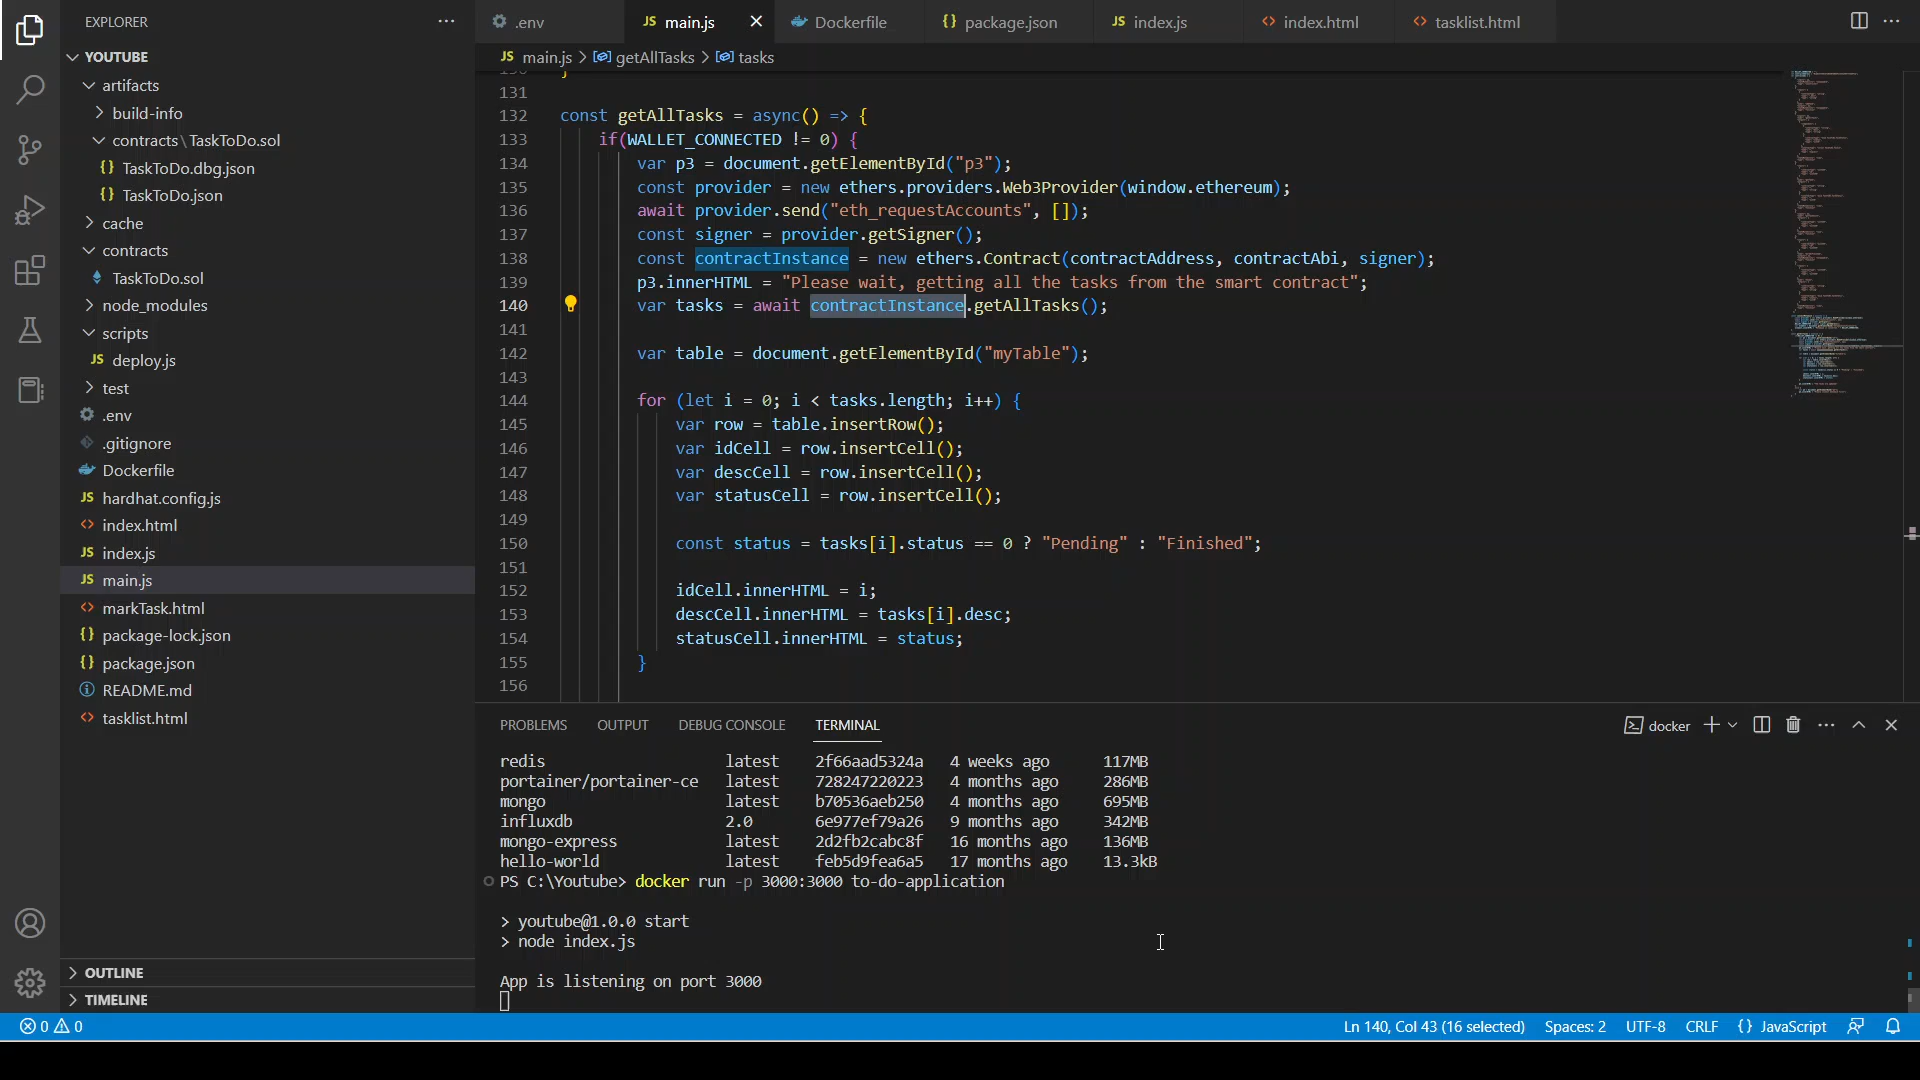 EXPLORER
YOUTUBE
artifacts
build-info
contracts \ TaskToDo.sol
TaskToDo.dbg.json
TaskToDo.json
cache
contracts
TaskToDo.sol
node_modules
scripts
deploy.js
test
.env
.gitignore
Dockerfile
hardhat.config.js
index.html
index.js
main.js
markTask.html
package-lock.json
package.json
README.md
tasklist.html
OUTLINE
TIMELINE
.env
JS main.js
Dockerfile
{} package.json
JS index.js
<> index.html
<> tasklist.html
JS main.js > getAllTasks > tasks
130 }
131
132 const getAllTasks = async() => {
133 if(WALLET_CONNECTED != 0) {
134 var p3 = document.getElementById("p3");
135 const provider = new ethers.providers.Web3Provider(window.ethereum);
136 await provider.send("eth_requestAccounts", []);
137 const signer = provider.getSigner();
138 const contractInstance = new ethers.Contract(contractAddress, contractAbi, signer);
139 p3.innerHTML = "Please wait, getting all the tasks from the smart contract";
140 var tasks = await contractInstance.getAllTasks();
141
142 var table = document.getElementById("myTable");
143
144 for (let i = 0; i < tasks.length; i++) {
145 var row = table.insertRow();
146 var idCell = row.insertCell();
147 var descCell = row.insertCell();
148 var statusCell = row.insertCell();
149
150 const status = tasks[i].status == 0 ? "Pending" : "Finished";
151
152 idCell.innerHTML = i;
153 descCell.innerHTML = tasks[i].desc;
154 statusCell.innerHTML = status;
155 }
156
PROBLEMS OUTPUT DEBUG CONSOLE TERMINAL
docker
redis latest 2f66aad5324a 4 weeks ago 117MB
portainer/portainer-ce latest 728247220223 4 months ago 286MB
mongo latest b70536aeb250 4 months ago 695MB
influxdb 2.0 6e977ef79a26 9 months ago 342MB
mongo-express latest 2d2fb2cabc8f 16 months ago 136MB
hello-world latest feb5d9fea6a5 17 months ago 13.3kB
PS C:\Youtube> docker run -p 3000:3000 to-do-application
> youtube@1.0.0 start
> node index.js
App is listening on port 3000
0 0
Ln 140, Col 43 (16 selected) Spaces: 2 UTF-8 CRLF {} JavaScript